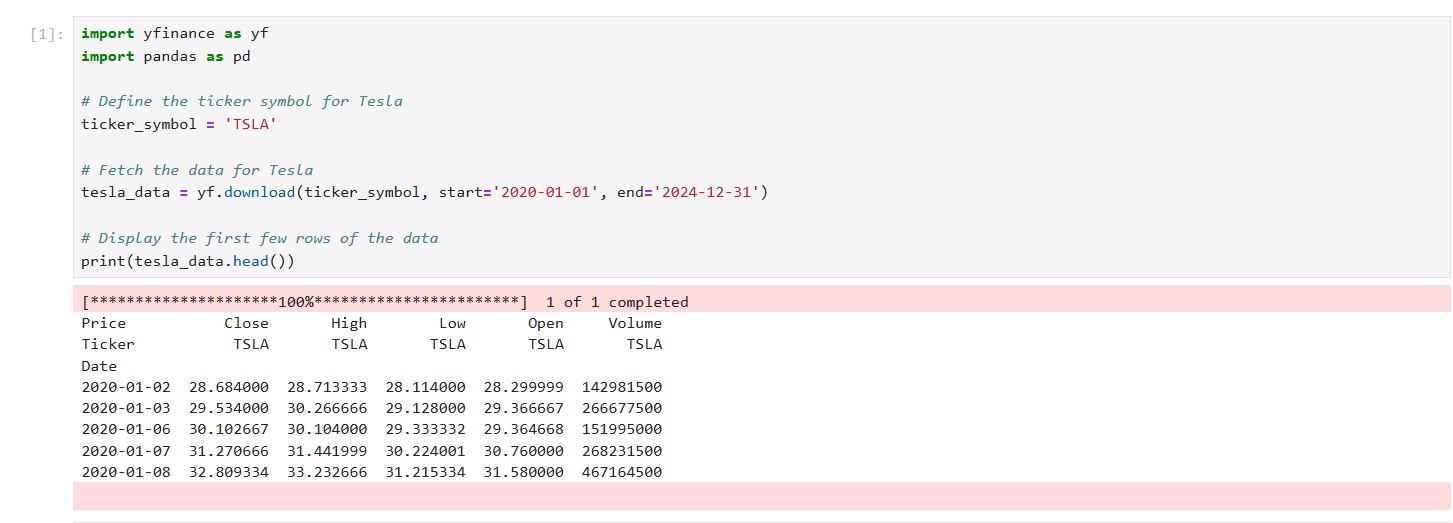 [1]:
import yfinance as yf
import pandas as pd
# Define the ticker symbol for Tesla
ticker_symbol = 'TSLA'
# Fetch the data for Tesla
tesla_data = yf.download(ticker_symbol, start='2020-01-01', end='2024-12-31')
# Display the first few rows of the data
print(tesla_data.head())
[*********************100%***********************]  1 of 1 completed
Price           Close       High        Low       Open     Volume
Ticker           TSLA       TSLA       TSLA       TSLA       TSLA
Date
2020-01-02  28.684000  28.713333  28.114000  28.299999  142981500
2020-01-03  29.534000  30.266666  29.128000  29.366667  266677500
2020-01-06  30.102667  30.104000  29.333332  29.364668  151995000
2020-01-07  31.270666  31.441999  30.224001  30.760000  268231500
2020-01-08  32.809334  33.232666  31.215334  31.580000  467164500